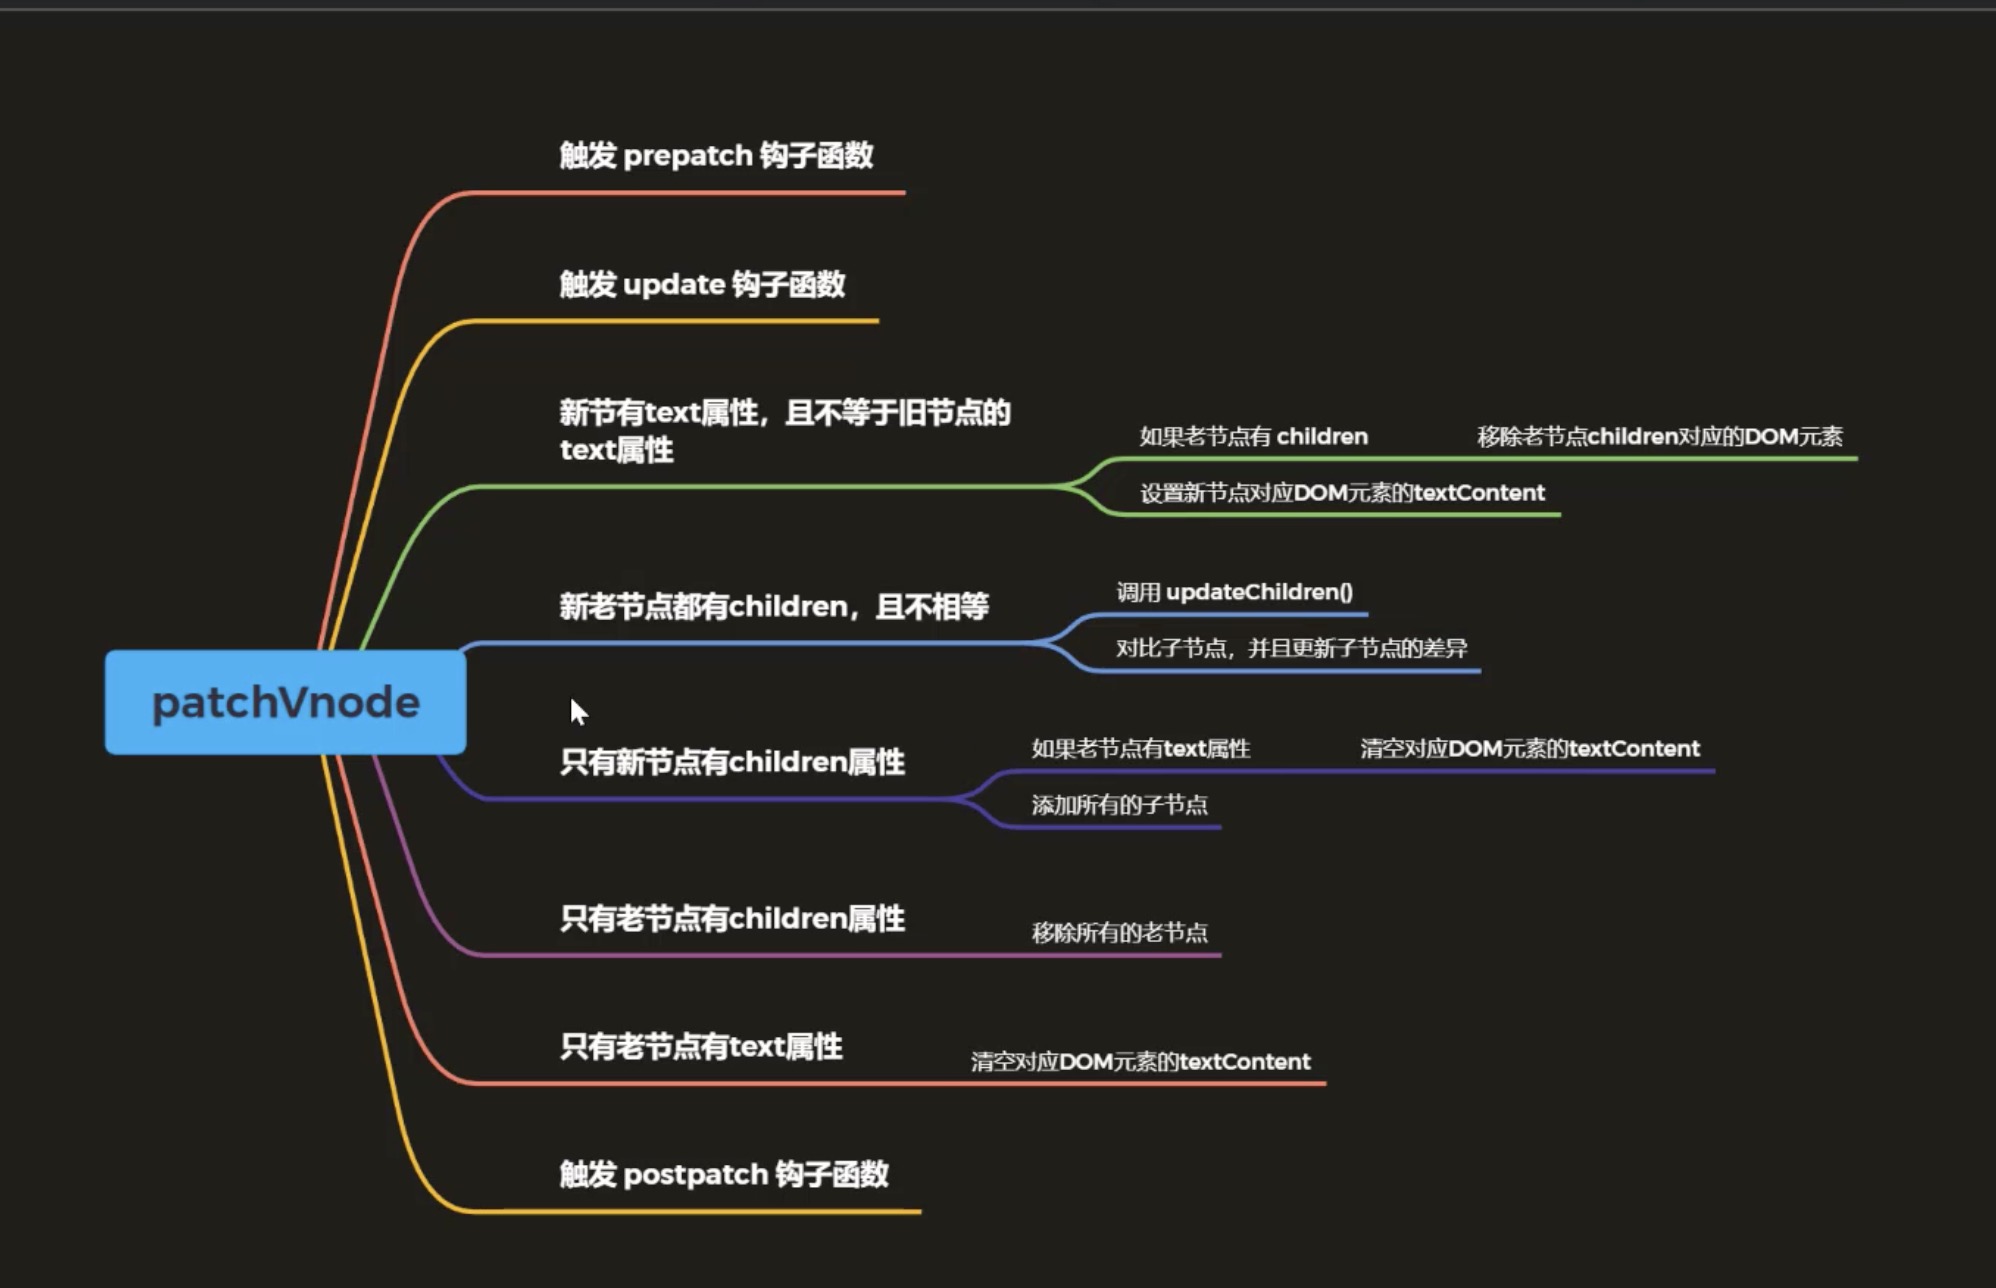 触发 prepatch 钩子函数
触发 update 钩子函数
新节有text属性，且不等于旧节点的
text属性
如果老节点有 children
移除老节点children对应的DOM元素
设置新节点对应DOM元素的textContent
新老节点都有children，且不相等
调用 updateChildren()
对比子节点，并且更新子节点的差异
patchVnode
只有新节点有children属性
如果老节点有text属性
清空对应DOM元素的textContent
添加所有的子节点
只有老节点有children属性
移除所有的老节点
只有老节点有text属性
清空对应DOM元素的textContent
触发 postpatch 钩子函数